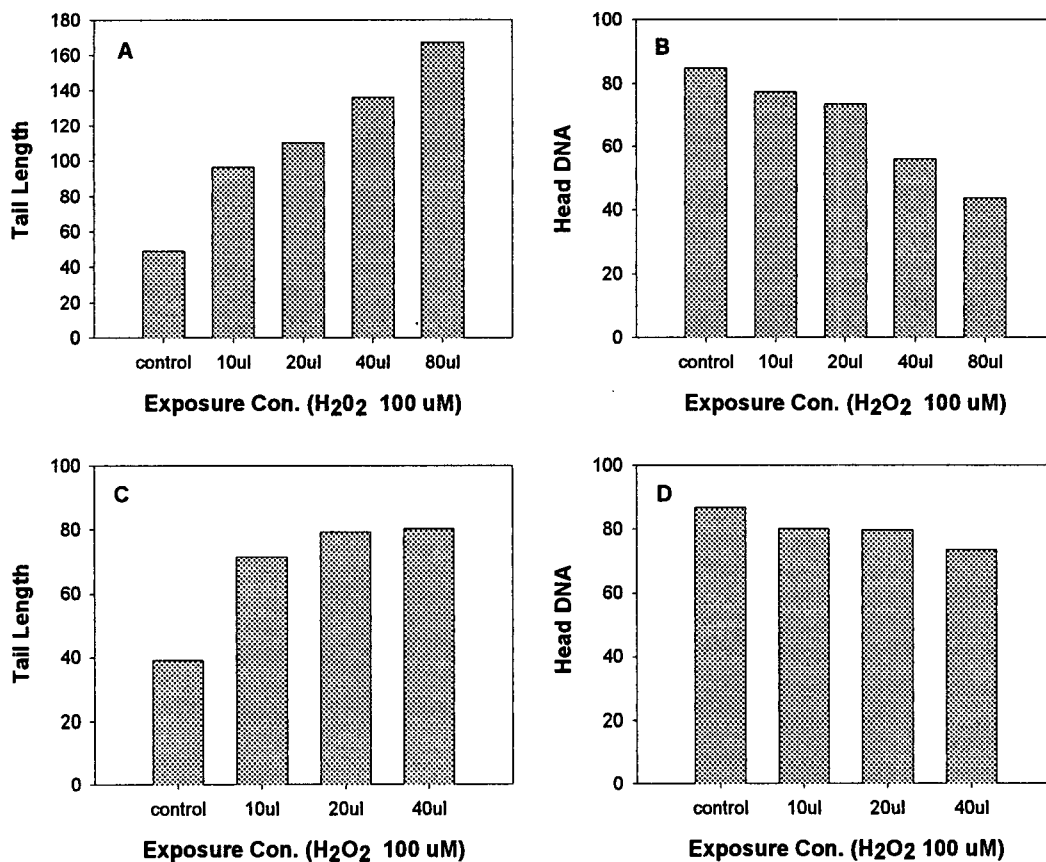 A
Tail Length
180
160
140
120
100
80
60
40
20
0
control 10ul 20ul 40ul 80ul
Exposure Con. (H₂0₂ 100 uM)
B
Head DNA
100
80
60
40
20
0
control 10ul 20ul 40ul 80ul
Exposure Con. (H₂O₂ 100 uM)
C
Tail Length
100
80
60
40
20
0
control 10ul 20ul 40ul
Exposure Con. (H₂O₂ 100 uM)
D
Head DNA
100
80
60
40
20
0
control 10ul 20ul 40ul
Exposure Con. (H₂O₂ 100 uM)